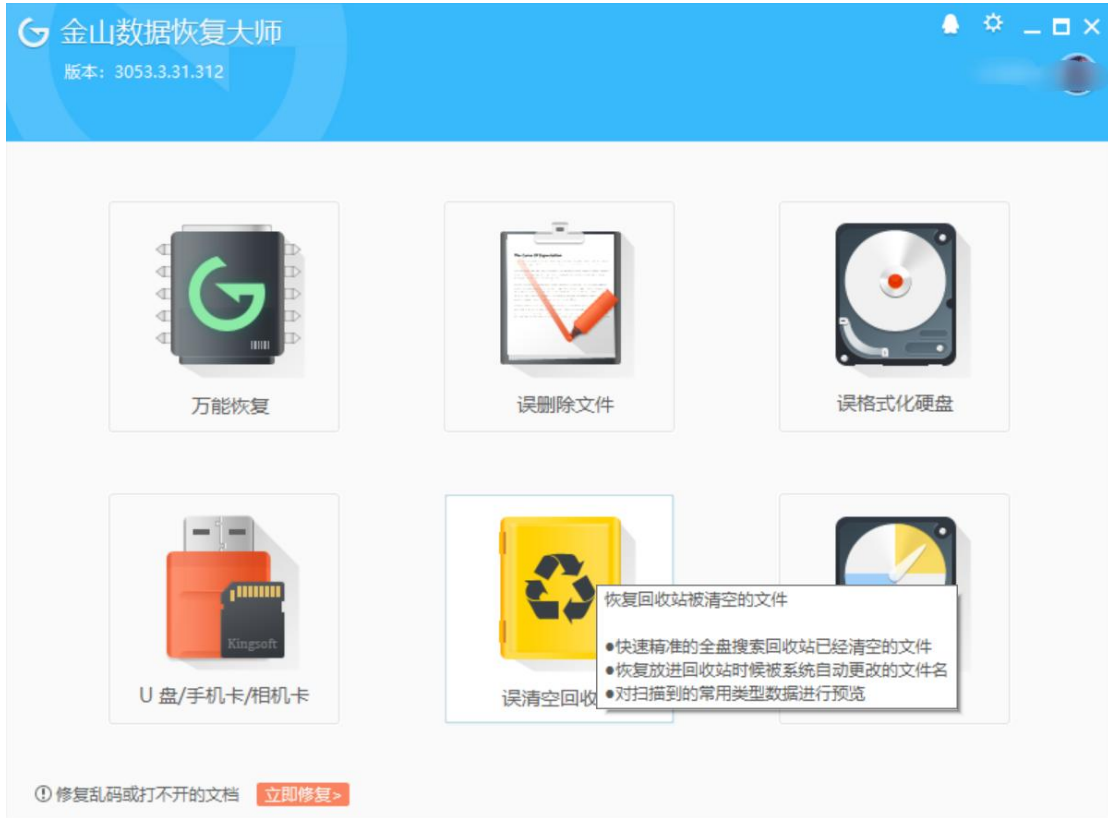 金山数据恢复大师
版本：3053.3.31.312
The Curse Of Expectation
万能恢复
误删除文件
误格式化硬盘
Kingsoft
U 盘/手机卡/相机卡
误清空回收
恢复回收站被清空的文件
●快速精准的全盘搜索回收站已经清空的文件
●恢复放进回收站时候被系统自动更改的文件名
●对扫描到的常用类型数据进行预览
修复乱码或打不开的文档
立即修复>